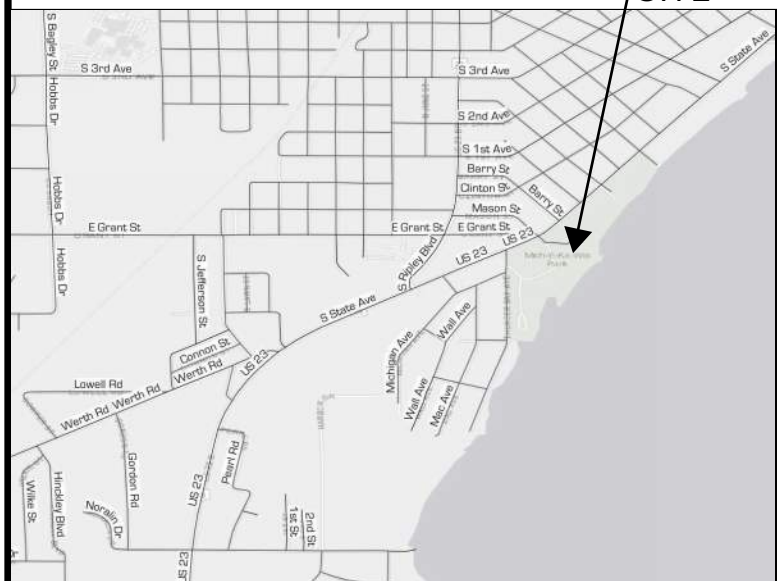 SITE
S Bagley St
Hobbs Dr
S 3rd Ave
S 3rd Ave
S State Ave
S 2nd Ave
S 1st Ave
Barry St
Clinton St
Barry St
Mason St
Hobbs Dr
E Grant St
E Grant St
E Grant St
US 23
US 23
Hobbs Dr
S Jefferson St
S Ripley Blvd
S State Ave
Wall Ave
Connon St
Michigan Ave
US 23
Werth Rd
Lowell Rd
Wall Ave
Mac Ave
Werth Rd
Werth Rd
Gordon Rd
Pearl Rd
US 23
Wilke St
Hinckley Blvd
Noralin Dr
1st St
2nd St
Dr
US 23